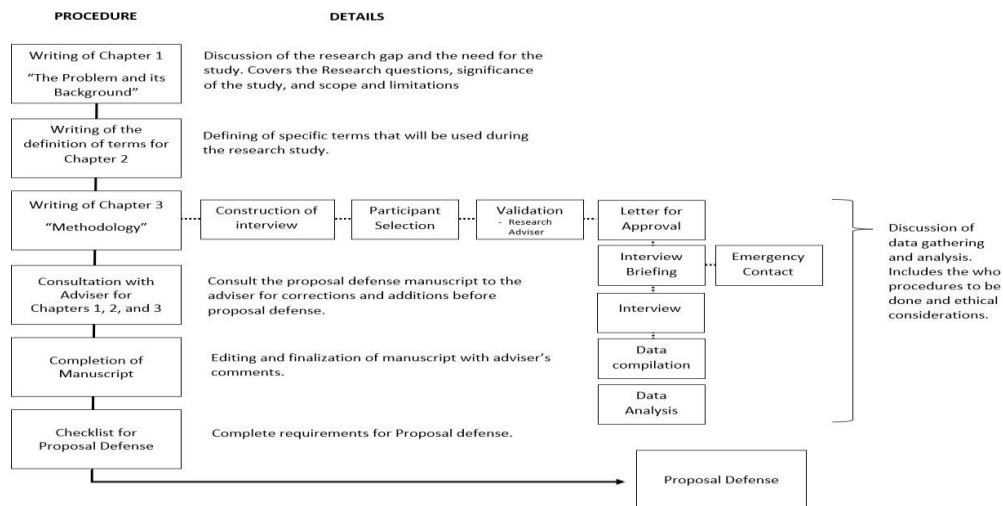 PROCEDURE
DETAILS
Writing of Chapter 1
“The Problem and its
Background”
Discussion of the research gap and the need for the
study. Covers the Research questions, significance
of the study, and scope and limitations
Writing of the
definition of terms for
Chapter 2
Defining of specific terms that will be used during
the research study.
Writing of Chapter 3
“Methodology”
Construction of
interview
Participant
Selection
Validation
- Research
Adviser
Letter for
Approval
Interview
Briefing
Emergency
Contact
Interview
Data
compilation
Data
Analysis
Discussion of
data gathering
and analysis.
Includes the who
procedures to be
done and ethical
considerations.
Consultation with
Adviser for
Chapters 1, 2, and 3
Consult the proposal defense manuscript to the
adviser for corrections and additions before
proposal defense.
Completion of
Manuscript
Editing and finalization of manuscript with adviser’s
comments.
Checklist for
Proposal Defense
Complete requirements for Proposal defense.
Proposal Defense